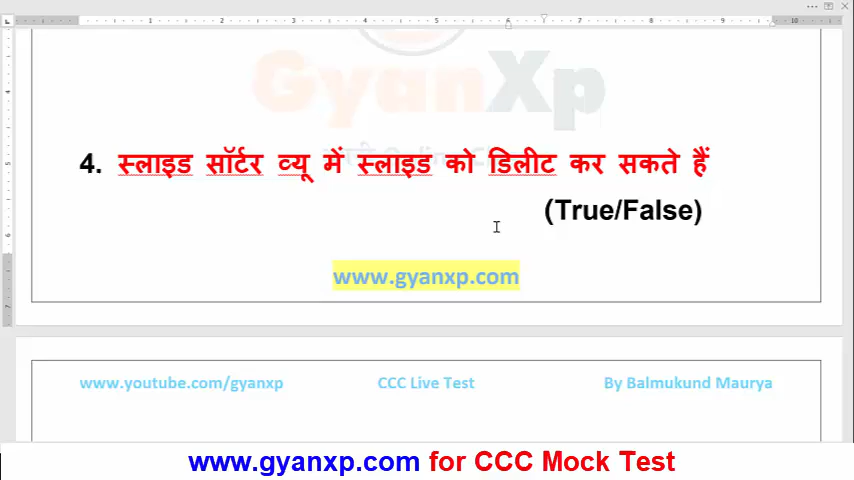 GyanXp
4. स्लाइड सॉर्टर व्यू में स्लाइड को डिलीट कर सकते हैं
(True/False)
www.gyanxp.com
www.youtube.com/gyanxp CCC Live Test By Balmukund Maurya
www.gyanxp.com for CCC Mock Test